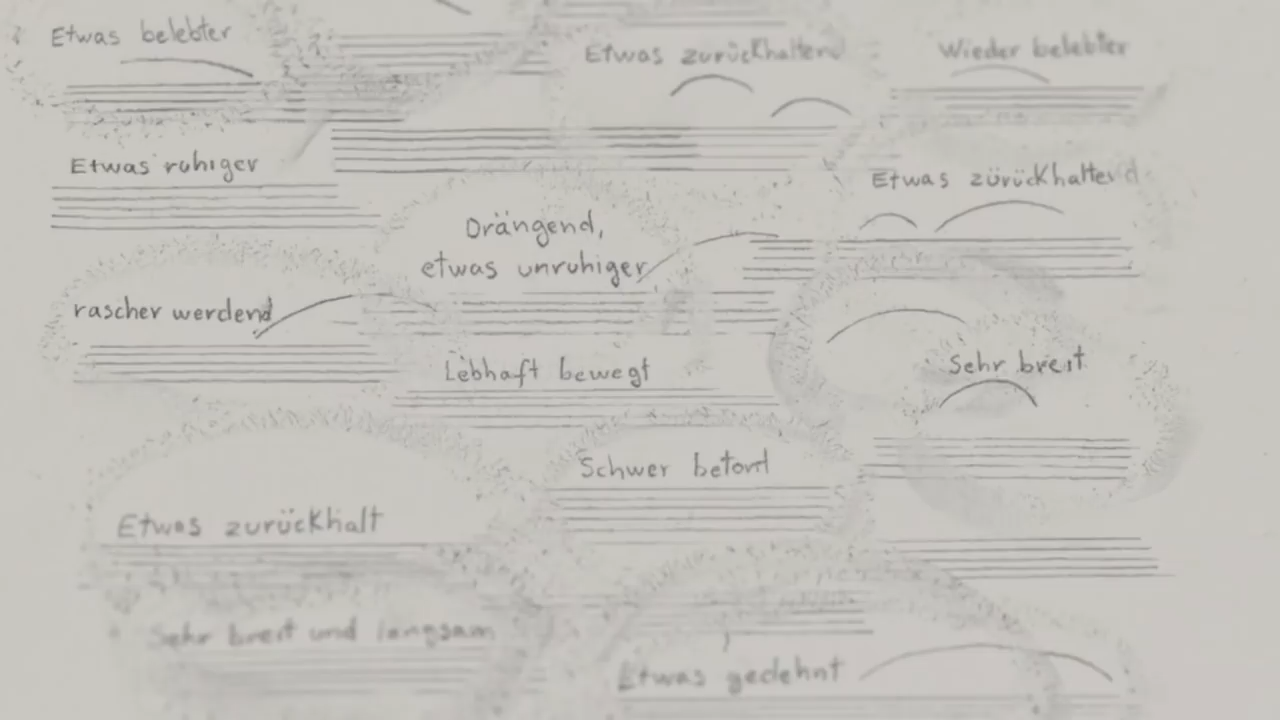 Etwas belebter
Etwas zurückhaltend
Wieder belebter
Etwas ruhiger
Etwas zürückhaltend
Drängend,
etwas unruhiger
rascher werdend
Lebhaft bewegt
Sehr breit
Schwer betont
Etwas zurückhalt
Sehr breit und langsam
Etwas gedehnt